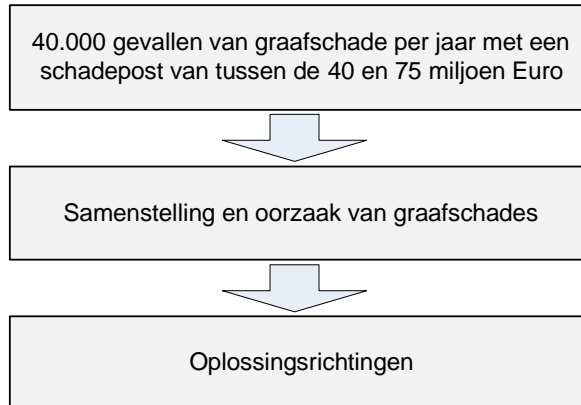 40.000 gevallen van graafschade per jaar met een
schadepost van tussen de 40 en 75 miljoen Euro
Samenstelling en oorzaak van graafschades
Oplossingsrichtingen